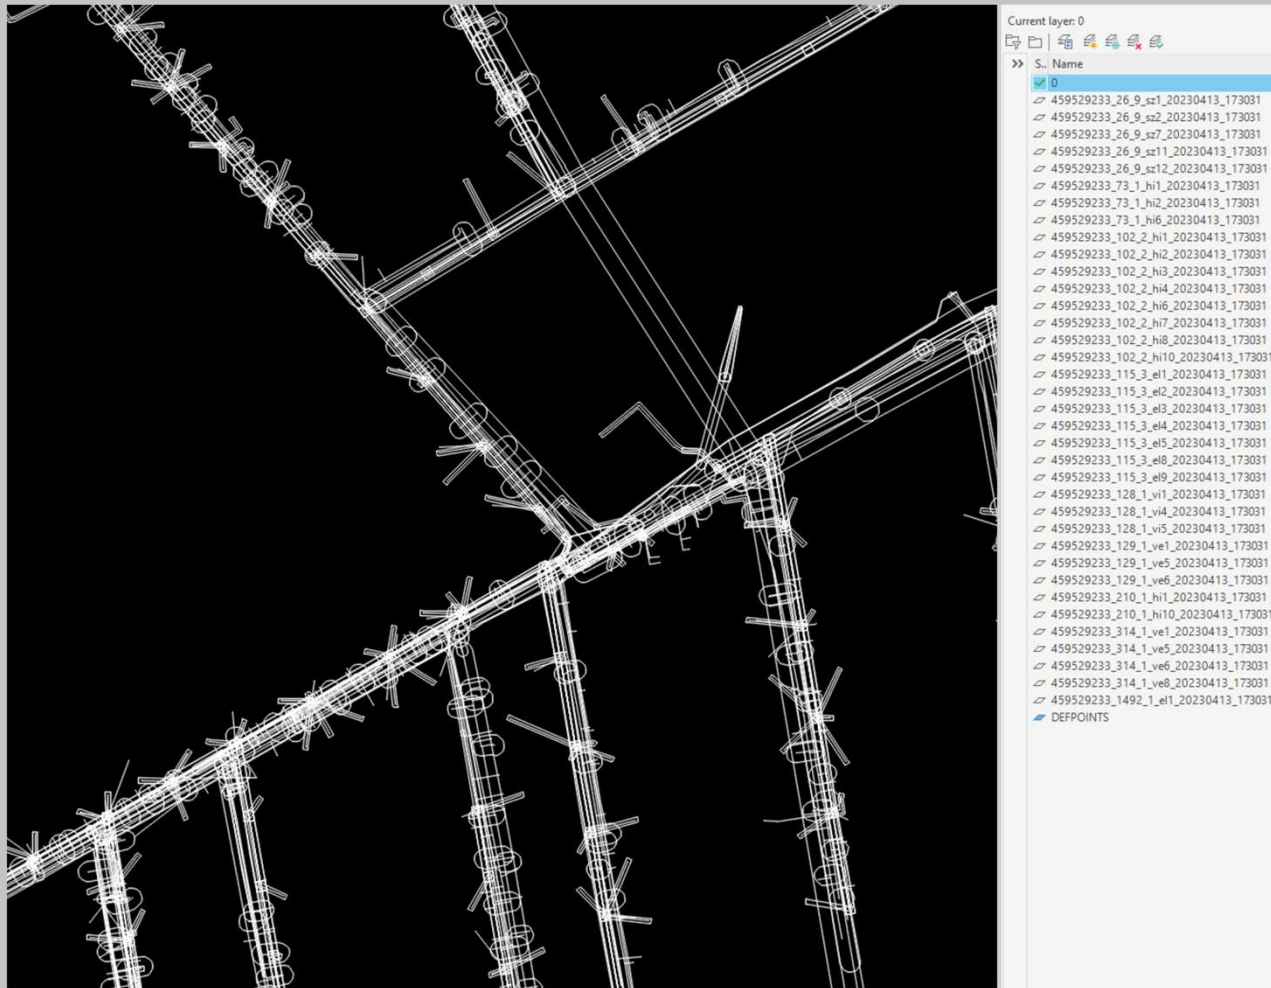 Current layer: 0
S.. Name
0
459529233_26_9_sz1_20230413_173031
459529233_26_9_sz2_20230413_173031
459529233_26_9_sz7_20230413_173031
459529233_26_9_sz11_20230413_173031
459529233_26_9_sz12_20230413_173031
459529233_73_1_hi1_20230413_173031
459529233_73_1_hi2_20230413_173031
459529233_73_1_hi6_20230413_173031
459529233_102_2_hi1_20230413_173031
459529233_102_2_hi2_20230413_173031
459529233_102_2_hi3_20230413_173031
459529233_102_2_hi4_20230413_173031
459529233_102_2_hi6_20230413_173031
459529233_102_2_hi7_20230413_173031
459529233_102_2_hi8_20230413_173031
459529233_102_2_hi10_20230413_173031
459529233_115_3_el1_20230413_173031
459529233_115_3_el2_20230413_173031
459529233_115_3_el3_20230413_173031
459529233_115_3_el4_20230413_173031
459529233_115_3_el5_20230413_173031
459529233_115_3_el8_20230413_173031
459529233_115_3_el9_20230413_173031
459529233_128_1_vi1_20230413_173031
459529233_128_1_vi4_20230413_173031
459529233_128_1_vi5_20230413_173031
459529233_129_1_ve1_20230413_173031
459529233_129_1_ve5_20230413_173031
459529233_129_1_ve6_20230413_173031
459529233_210_1_hi1_20230413_173031
459529233_210_1_hi10_20230413_173031
459529233_314_1_ve1_20230413_173031
459529233_314_1_ve5_20230413_173031
459529233_314_1_ve6_20230413_173031
459529233_314_1_ve8_20230413_173031
459529233_1492_1_el1_20230413_173031
DEFPOINTS